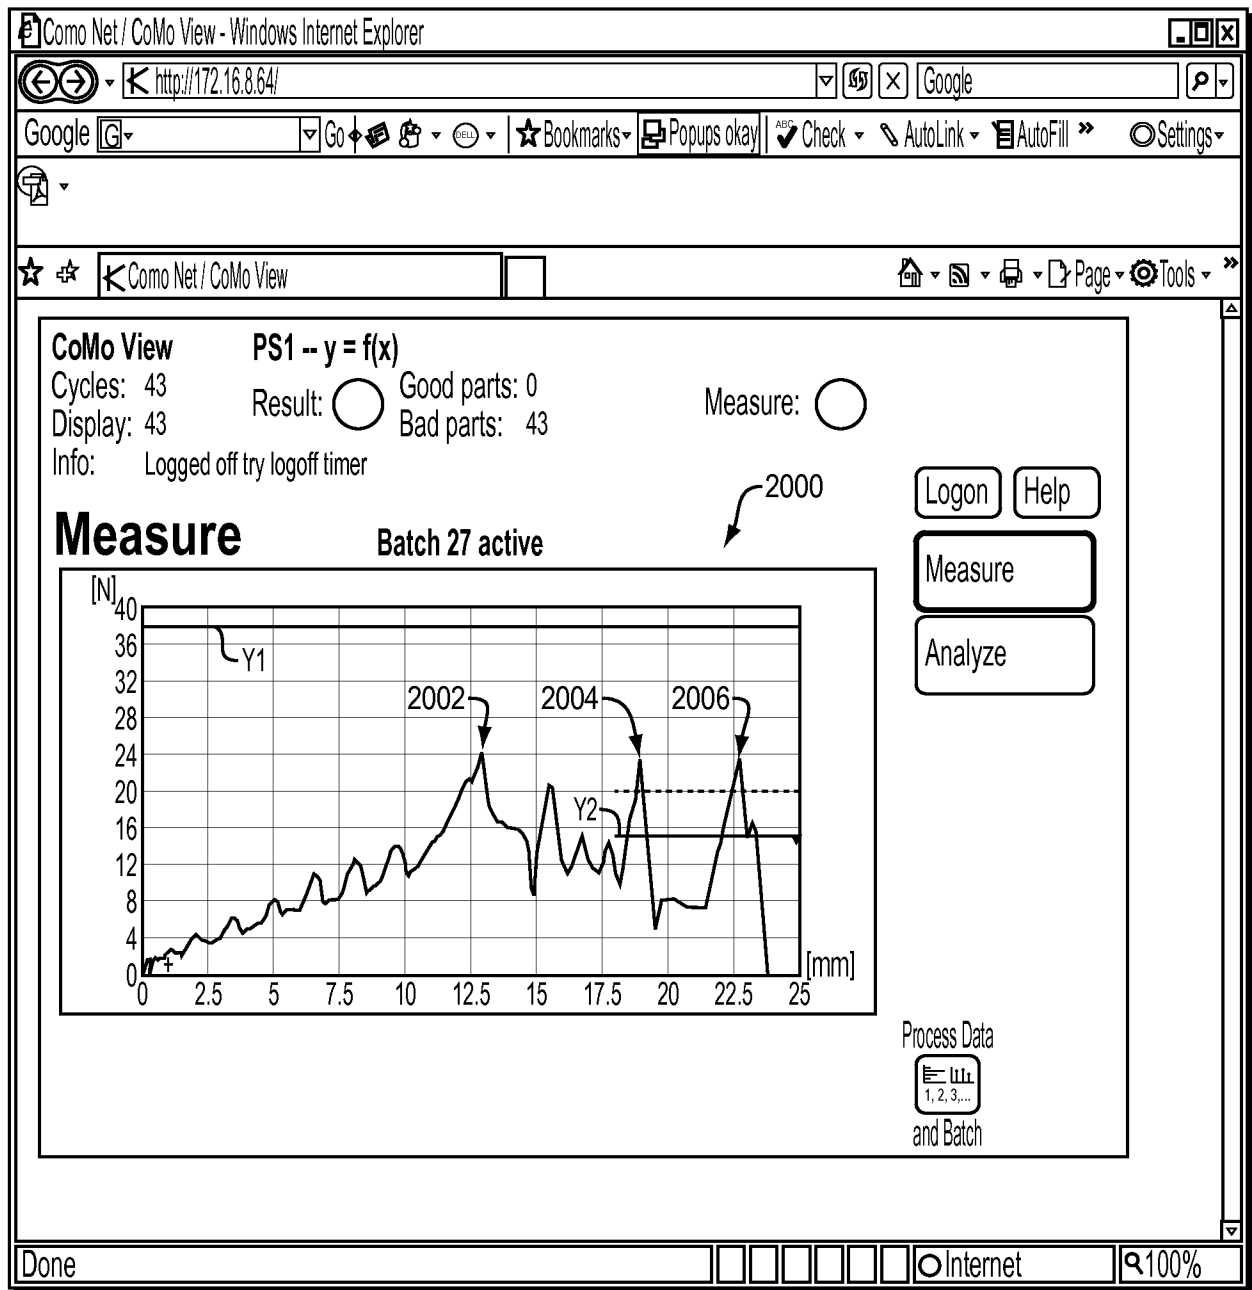 Como Net / CoMo View - Windows Internet Explorer
http://172.16.8.64/
Google
Google G Go DELL Bookmarks Popups okay ABC Check AutoLink AutoFill » Settings
Como Net / CoMo View
Page Tools »
CoMo View PS1 -- y = f(x)
Cycles: 43
Display: 43
Result:
Good parts: 0
Bad parts: 43
Measure:
Info: Logged off try logoff timer
2000
Logon Help
Measure Batch 27 active
Measure
Analyze
[N]
40
36
32
28
24
20
16
12
8
4
0
Y1
2002 2004 2006
Y2
[mm]
0 2.5 5 7.5 10 12.5 15 17.5 20 22.5 25
Process Data
1, 2, 3,...
and Batch
Done Internet 100%